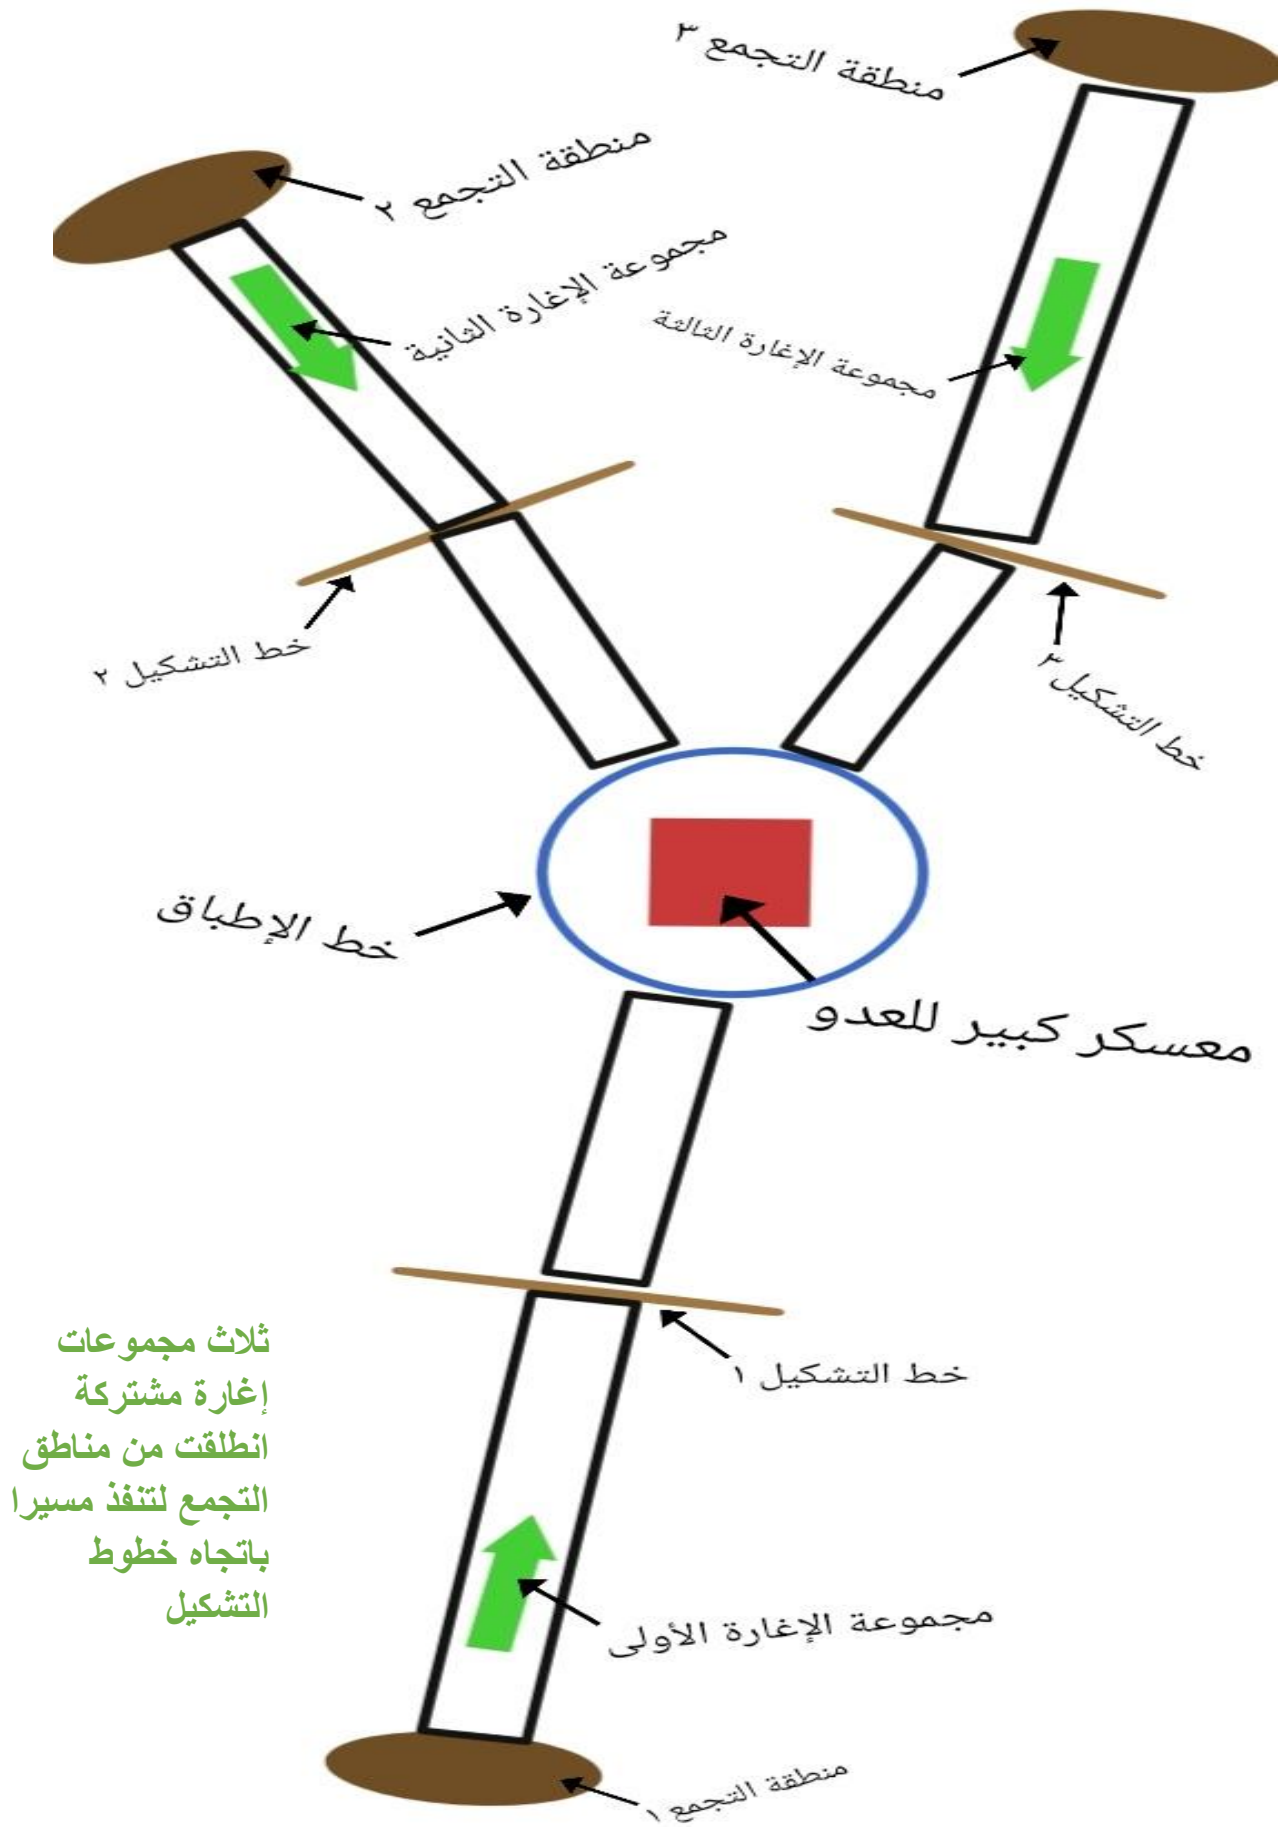 منطقة التجمع ٣
منطقة التجمع ٢
مجموعة الإغارة الثانية
مجموعة الإغارة الثالثة
خط التشكيل ٢
خط التشكيل ٣
خط الإطباق
معسكر كبير للعدو
خط التشكيل ١
ثلاث مجموعات
إغارة مشتركة
انطلقت من مناطق
التجمع لتنفذ مسيرا
باتجاه خطوط
التشكيل
مجموعة الإغارة الأولى
منطقة التجمع ١